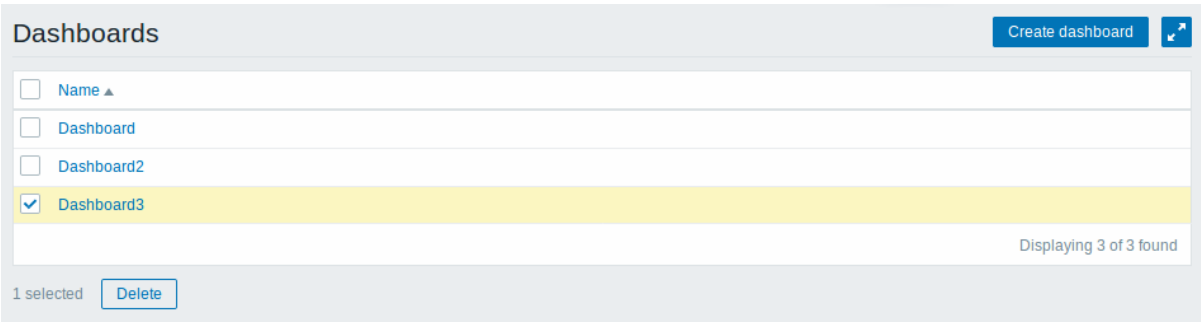 Dashboards
Create dashboard
Name
Dashboard
Dashboard2
Dashboard3
Displaying 3 of 3 found
1 selected
Delete